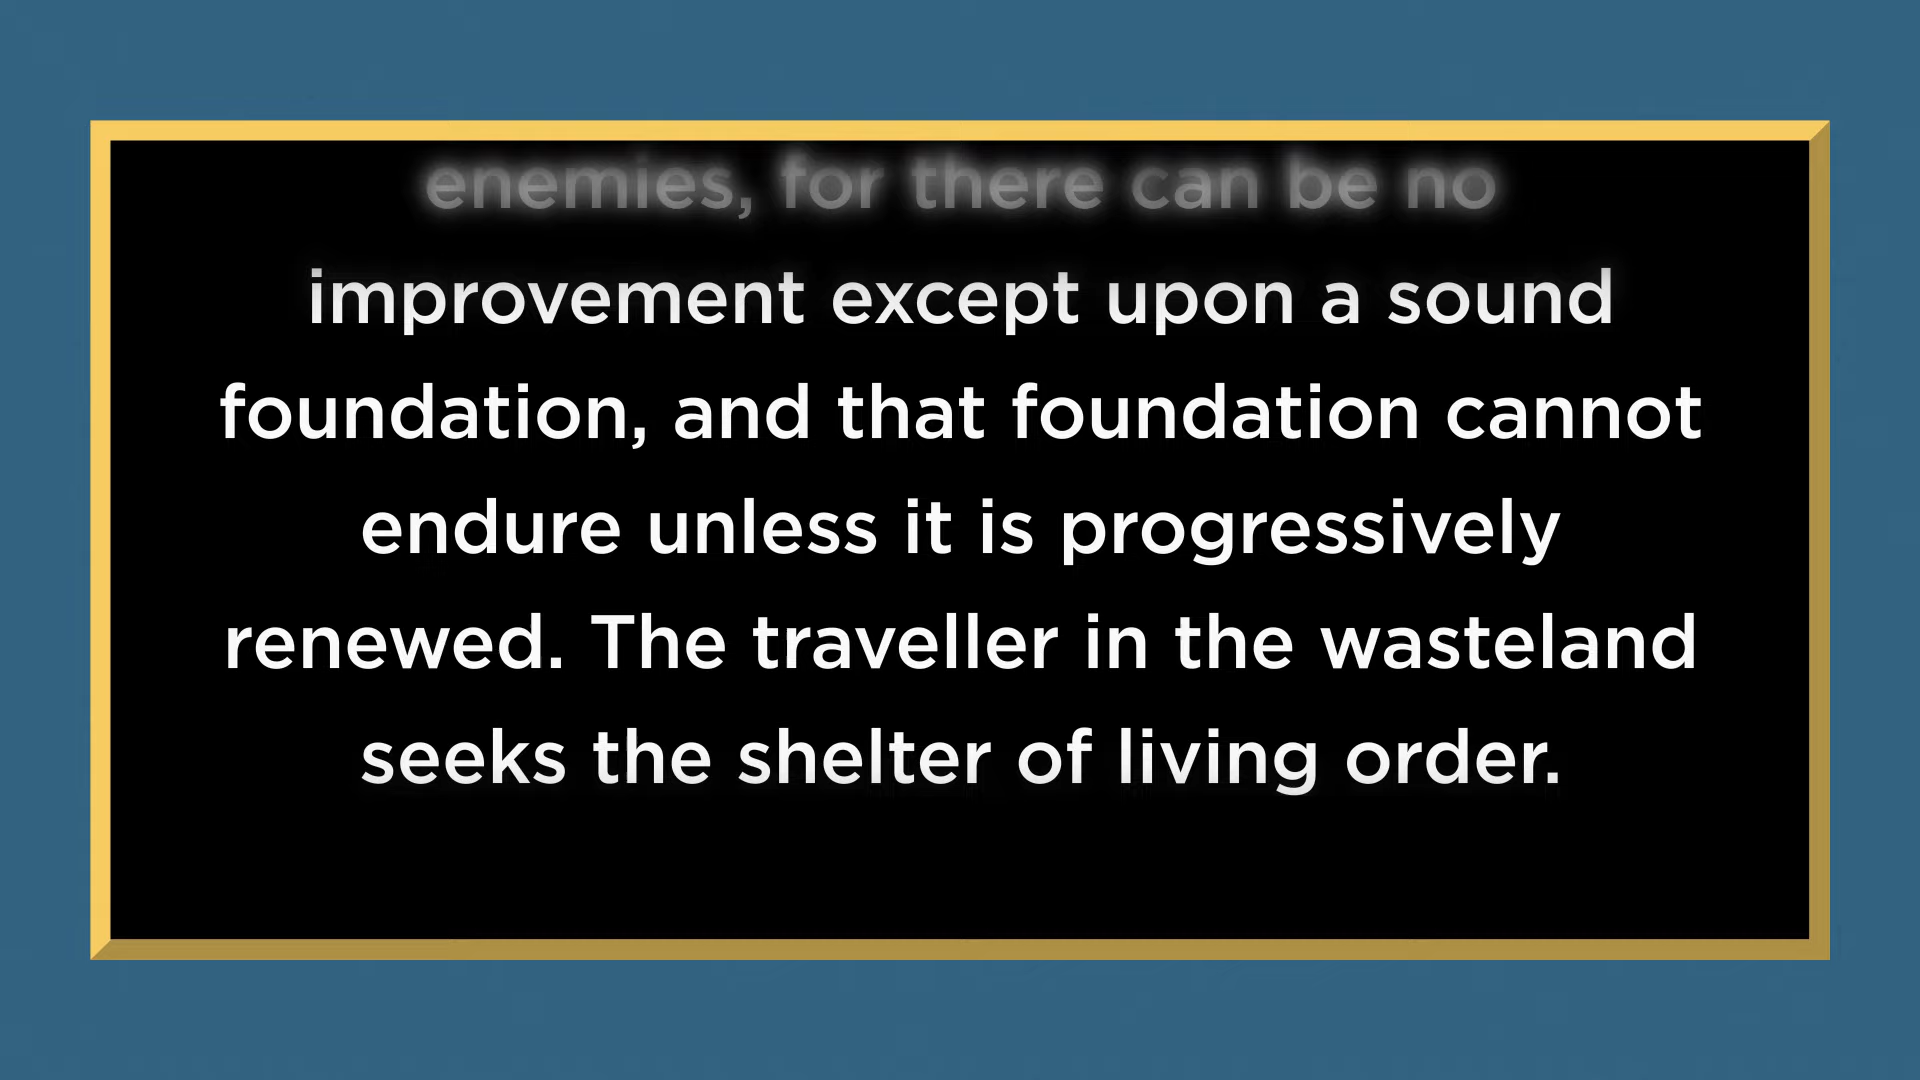 enemies, for there can be no
improvement except upon a sound
foundation, and that foundation cannot
endure unless it is progressively
renewed. The traveller in the wasteland
seeks the shelter of living order.